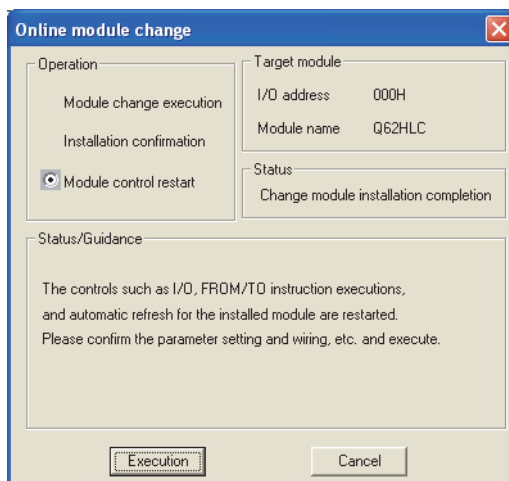 Online module change
Operation
Module change execution
Installation confirmation
Module control restart
Target module
I/O address 000H
Module name Q62HLC
Status
Change module installation completion
Status/Guidance
The controls such as I/O, FROM/TO instruction executions,
and automatic refresh for the installed module are restarted.
Please confirm the parameter setting and wiring, etc. and execute.
Execution
Cancel